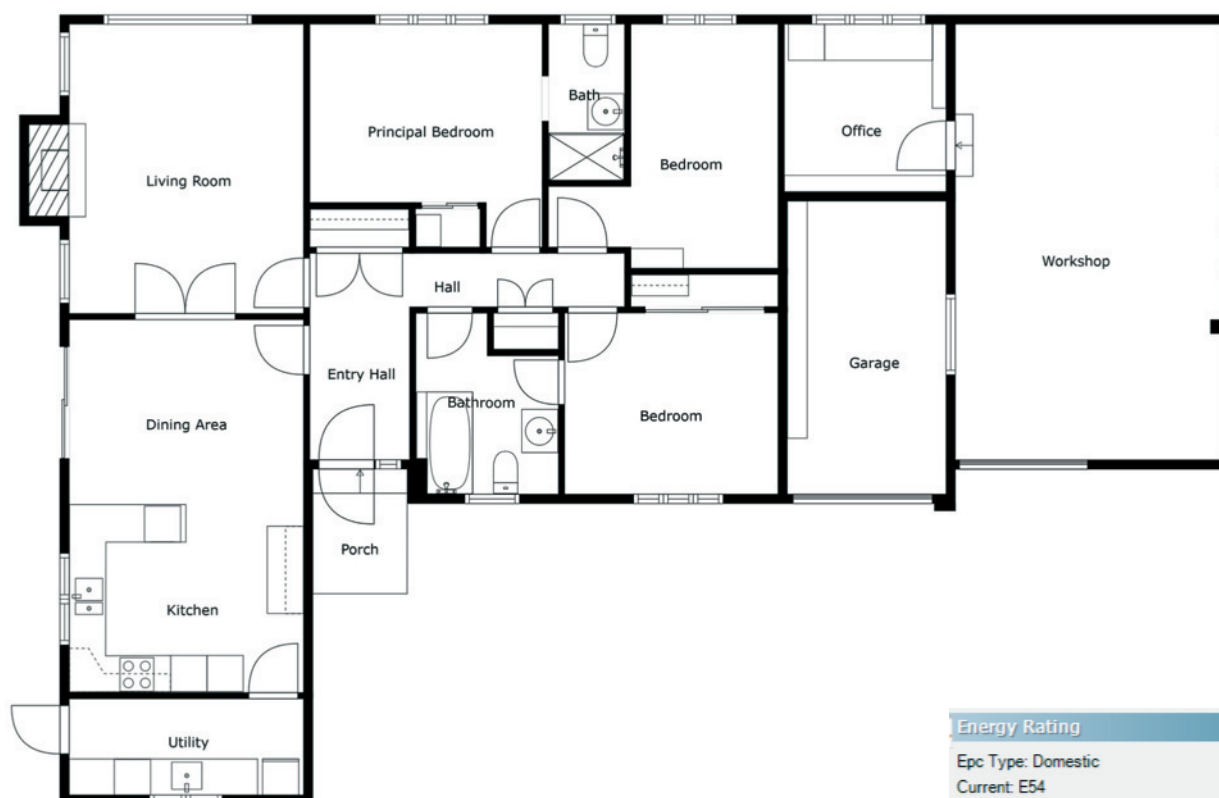 Bath
Principal Bedroom
Office
Bedroom
Living Room
Workshop
Hall
Garage
Entry Hall
Bathroom
Bedroom
Dining Area
Porch
Kitchen
Utility
Energy Rating
Epc Type: Domestic
Current: E54